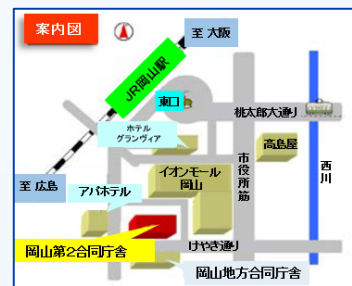 案内図
至 大阪
JR岡山駅
東口
桃太郎大通り
ホテル
グランヴィア
高島屋
市役所筋
西川
イオンモール
岡山
至 広島
アパホテル
岡山第2合同庁舎
けやき通り
岡山地方合同庁舎